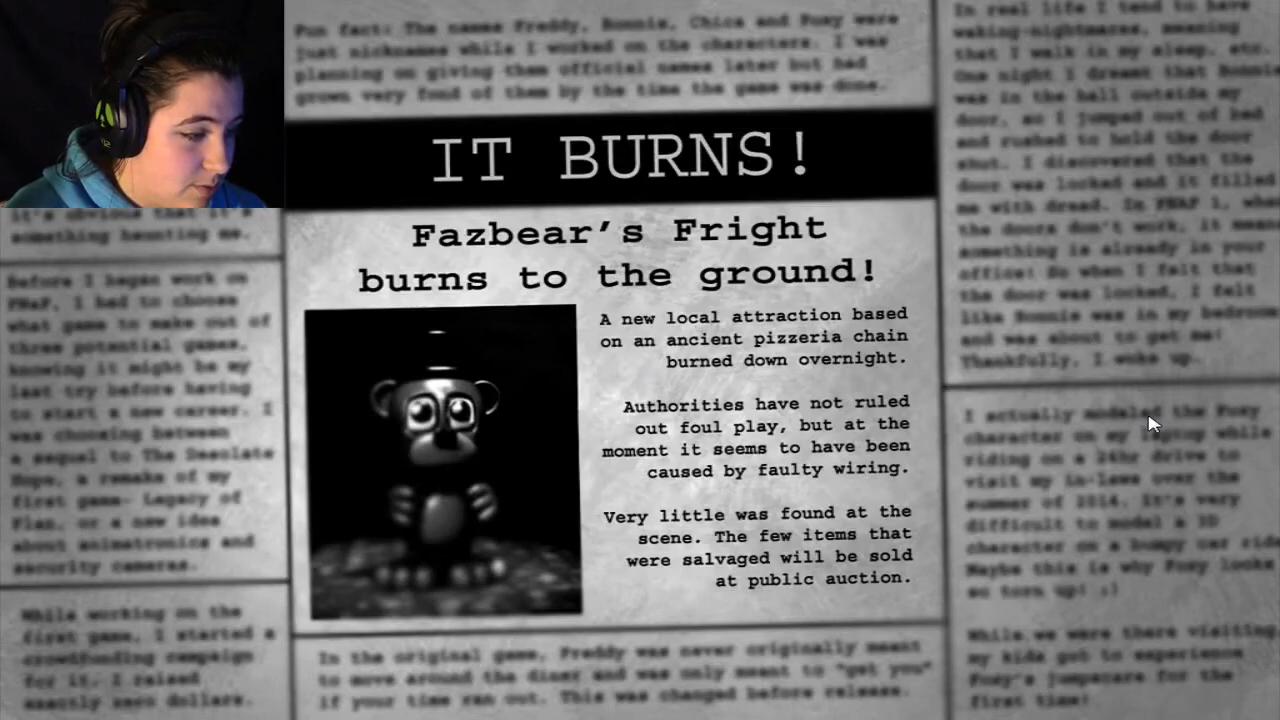 Fun fact: The names Freddy, Bonnie, Chica and Foxy were
just nicknames while I worked on the characters. I was
planning on giving them official names later but had
grown very fond of them by the time the game was done.
IT BURNS!
Fazbear's Fright
burns to the ground!
A new local attraction based
on an ancient pizzeria chain
burned down overnight.
Authorities have not ruled
out foul play, but at the
moment it seems to have been
caused by faulty wiring.
Very little was found at the
scene. The few items that
were salvaged will be sold
at public auction.
In the original game, Freddy was never originally meant
to move around the diner and was only meant to "get you"
if your time ran out. This was changed before release.
it's obvious that it's
something haunting me.
Before I began work on
FNaF, I had to choose
what game to make out of
three potential games,
knowing it might be my
last try before having
to start a new career. I
was choosing between
a sequel to The Desolate
Hope, a remake of my
first game- Legacy of
Flan, or a new idea
about animatronics and
security cameras.
While working on the
first game, I started a
crowdfunding campaign
for it. I raised
exactly zero dollars.
In real life I tend to have
waking-nightmares, meaning
that I walk in my sleep, etc.
One night I dreamt that Bonnie
was in the hall outside my
door, so I jumped out of bed
and rushed to hold the door
shut. I discovered that the
door was locked and it filled
me with dread. In FNAF 1, when
the doors don't work, it means
something is already in your
office! So when I felt that
the door was locked, I felt
like Bonnie was in my bedroom
and was about to get me!
Thankfully, I woke up.
I actually modeled the Foxy
character on my laptop while
riding on a 24hr drive to
visit my in-laws over the
summer of 2014. It's very
difficult to model a 3D
character on a bumpy car ride
Maybe this is why Foxy looks
so torn up! :)
While we were there visiting
my kids got to experience
Foxy's jumpscare for the
first time!